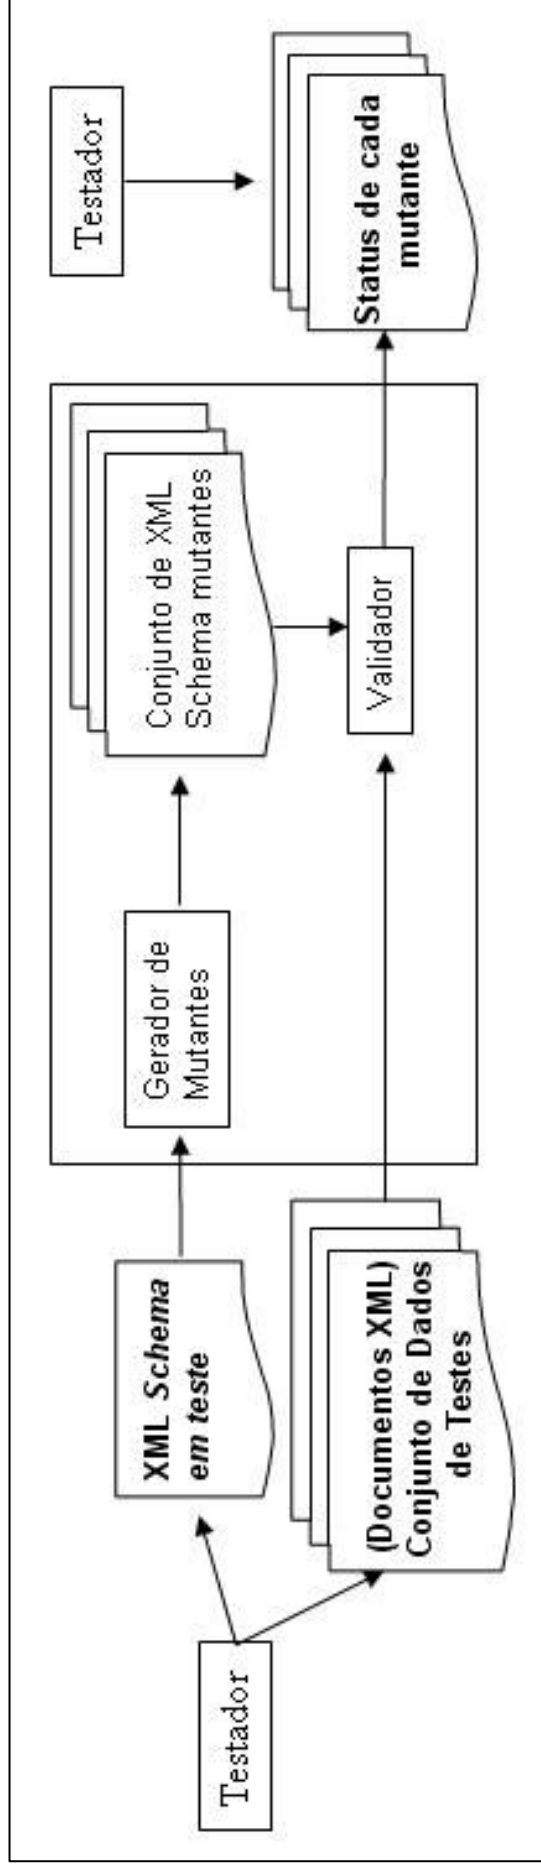 Testador
XML Schema
em teste
(Documentos XML)
Conjunto de Dados
de Testes
Gerador de
Mutantes
Conjunto de XML
Schema mutantes
Validador
Testador
Status de cada
mutante